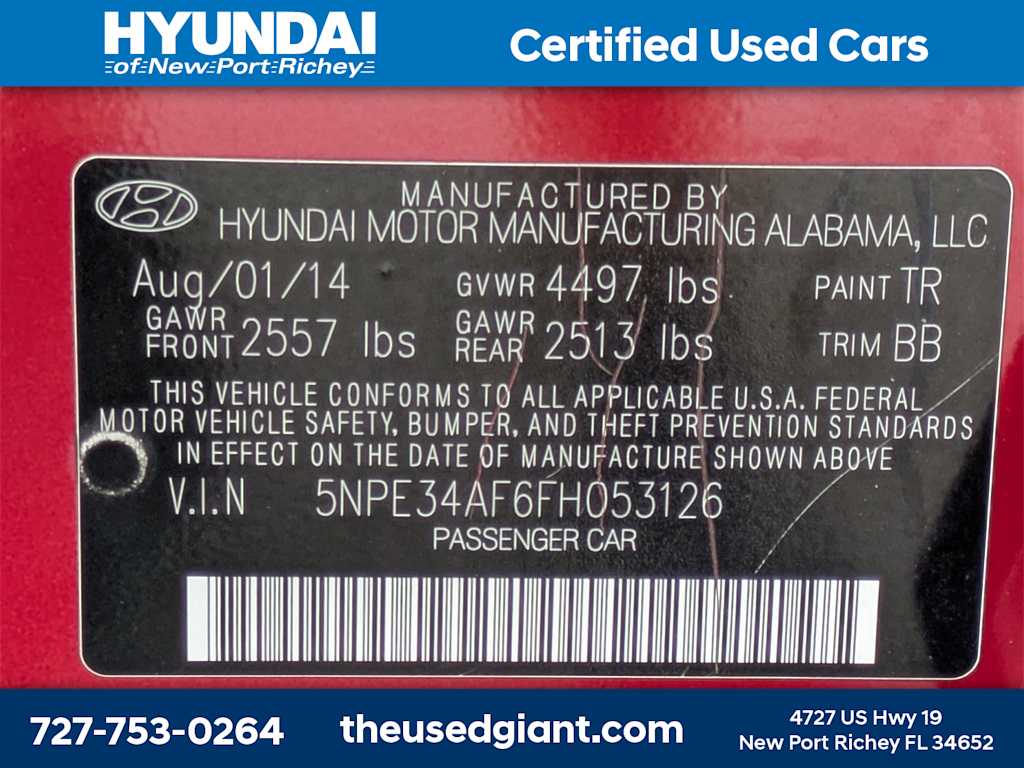 HYUNDAI
of New Port Richey
Certified Used Cars
MANUFACTURED BY
HYUNDAI MOTOR MANUFACTURING ALABAMA, LLC
Aug/01/14 GVWR 4497 lbs PAINT TR
GAWR FRONT 2557 lbs GAWR REAR 2513 lbs TRIM BB
THIS VEHICLE CONFORMS TO ALL APPLICABLE U.S.A. FEDERAL
MOTOR VEHICLE SAFETY, BUMPER, AND THEFT PREVENTION STANDARDS
IN EFFECT ON THE DATE OF MANUFACTURE SHOWN ABOVE
V.I.N 5NPE34AF6FH053126
PASSENGER CAR
727-753-0264
theusedgiant.com
4727 US Hwy 19
New Port Richey FL 34652